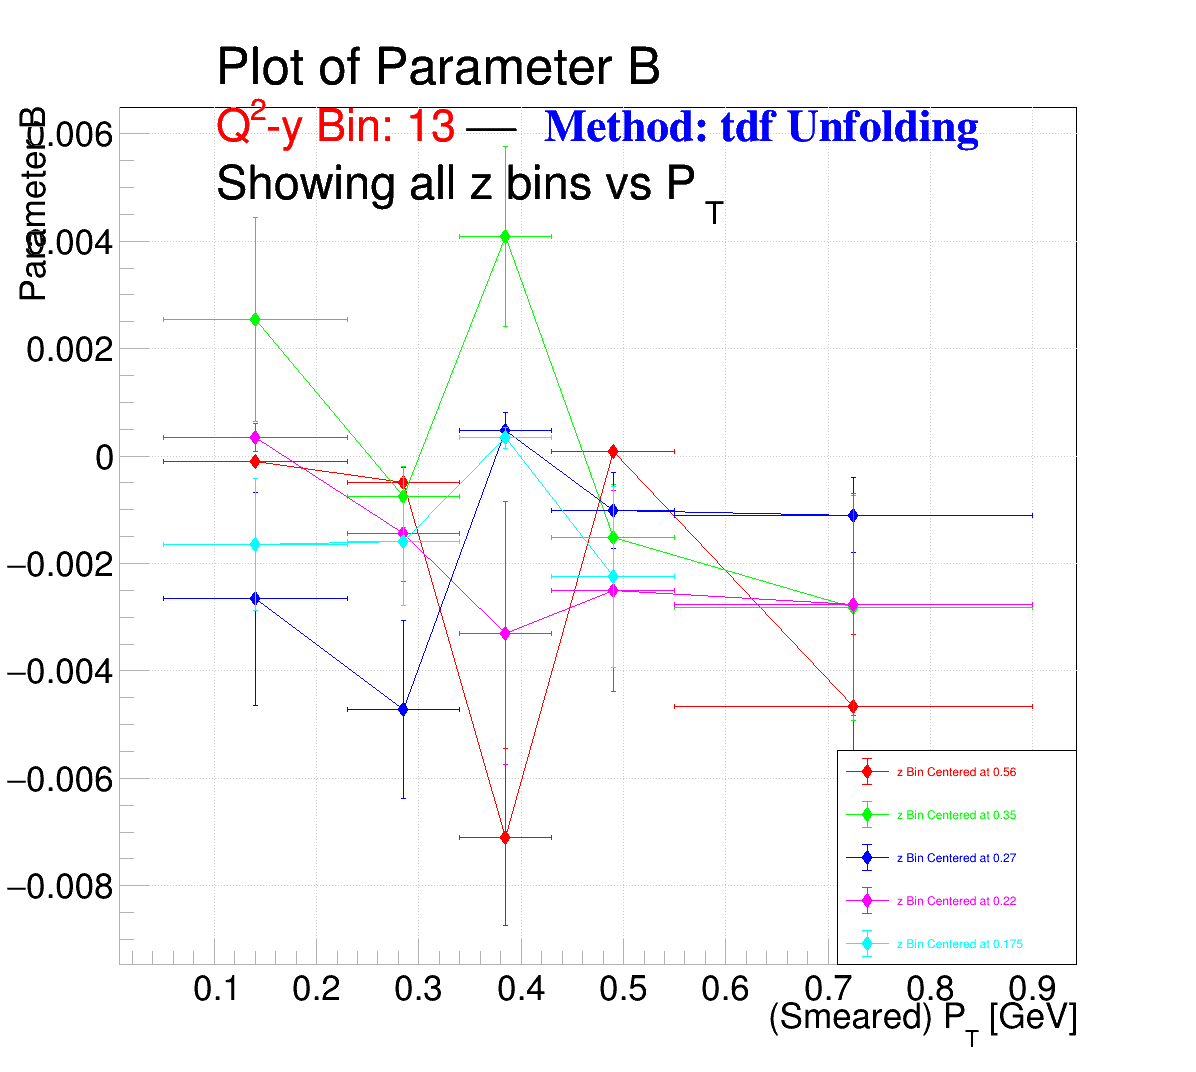 Plot of Parameter B
Q²-y Bin: 13 — Method: tdf Unfolding
Showing all z bins vs P_T
Parameter B
0.006
0.004
0.002
0
−0.002
−0.004
−0.006
−0.008
z Bin Centered at 0.56
z Bin Centered at 0.35
z Bin Centered at 0.27
z Bin Centered at 0.22
z Bin Centered at 0.175
0.1 0.2 0.3 0.4 0.5 0.6 0.7 0.8 0.9
(Smeared) P_T [GeV]